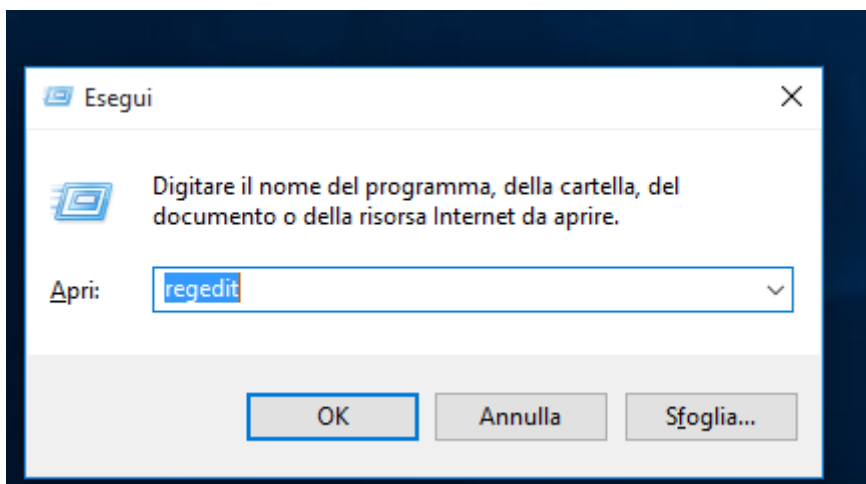 Esegui
Digitare il nome del programma, della cartella, del
documento o della risorsa Internet da aprire.
Apri: regedit
OK Annulla Sfoglia...